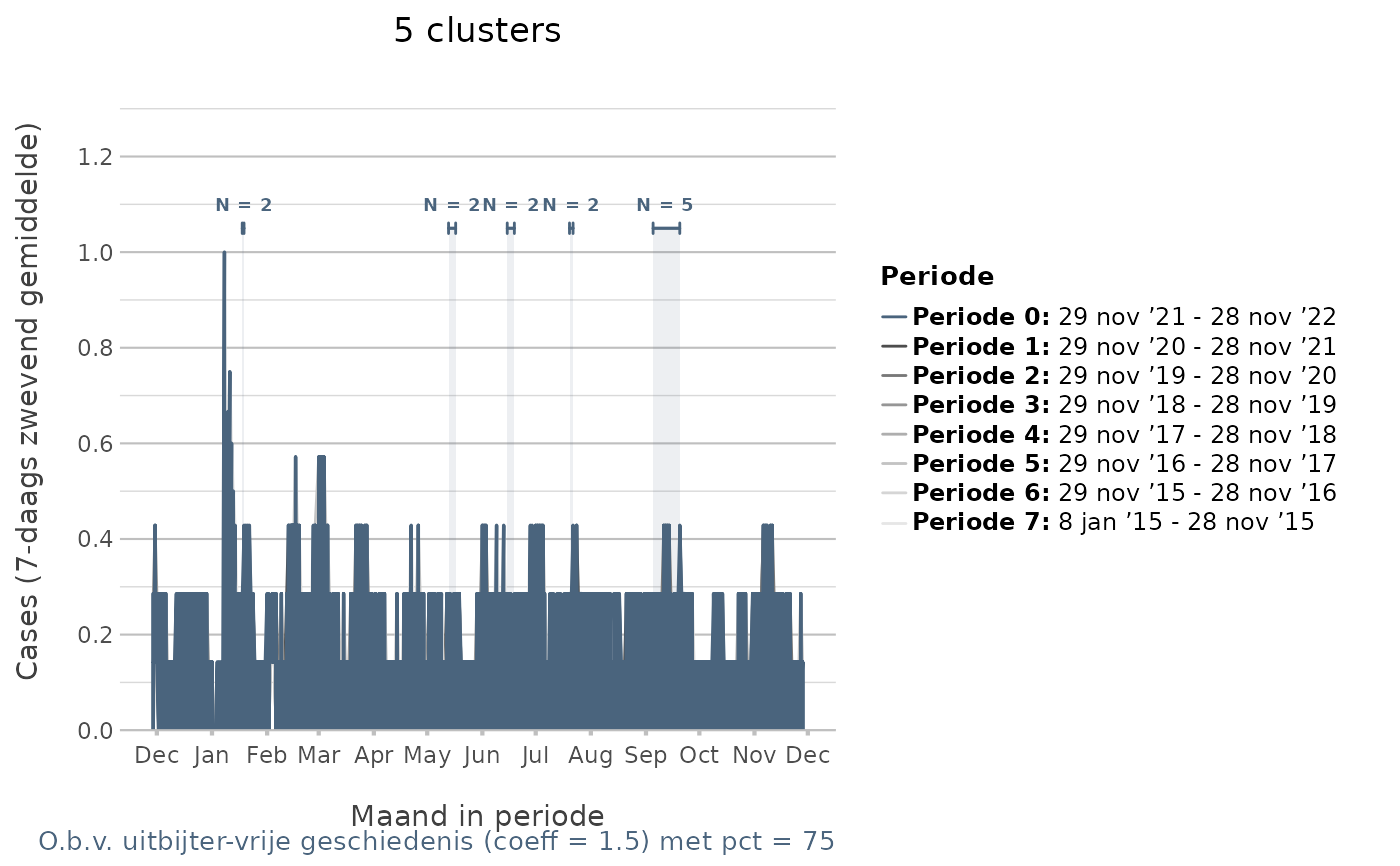 5 clusters
Cases (7-daags zwevend gemiddelde)
1.2
1.0
0.8
0.6
0.4
0.2
0.0
N = 2
N = 2
N = 2
N = 2
N = 5
Dec Jan Feb Mar Apr May Jun Jul Aug Sep Oct Nov Dec
Maand in periode
O.b.v. uitbijter-vrije geschiedenis (coeff = 1.5) met pct = 75
Periode
Periode 0: 29 nov ’21 - 28 nov ’22
Periode 1: 29 nov ’20 - 28 nov ’21
Periode 2: 29 nov ’19 - 28 nov ’20
Periode 3: 29 nov ’18 - 28 nov ’19
Periode 4: 29 nov ’17 - 28 nov ’18
Periode 5: 29 nov ’16 - 28 nov ’17
Periode 6: 29 nov ’15 - 28 nov ’16
Periode 7: 8 jan ’15 - 28 nov ’15